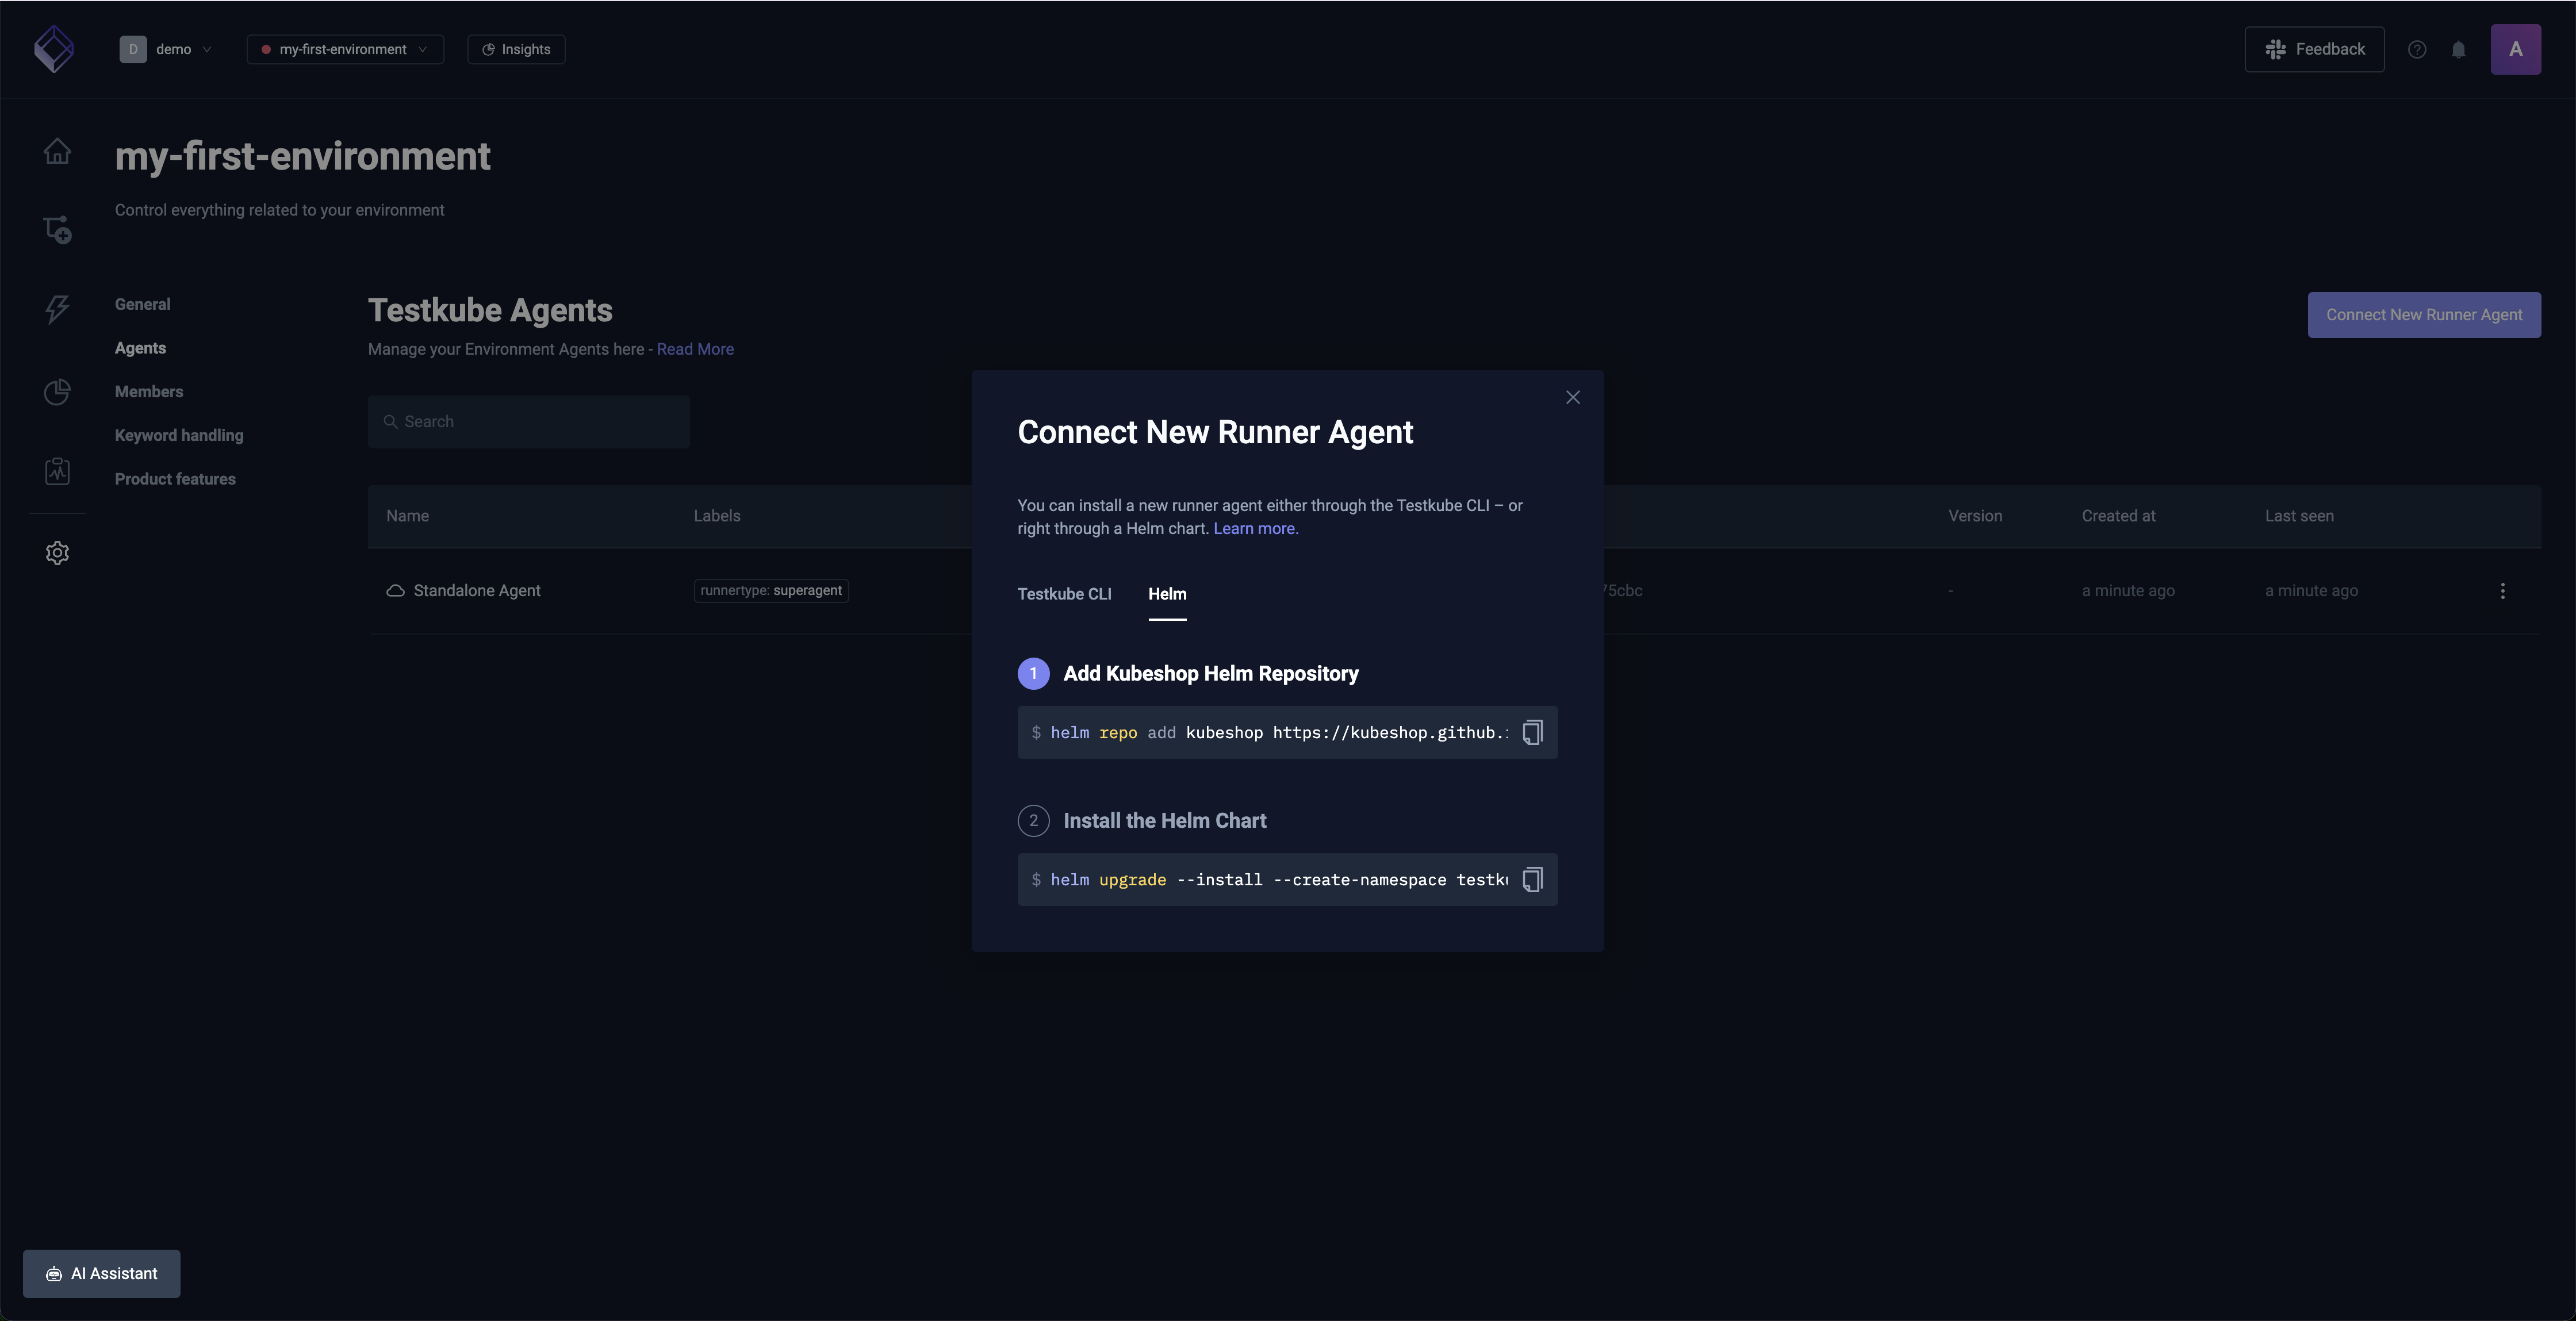 D demo
my-first-environment
Insights
Feedback
A
my-first-environment
Control everything related to your environment
General
Agents
Members
Keyword handling
Product features
Testkube Agents
Manage your Environment Agents here - Read More
Connect New Runner Agent
Search
Name Labels Version Created at Last seen
Standalone Agent runnertype: superagent 75cbc - a minute ago a minute ago
Connect New Runner Agent
You can install a new runner agent either through the Testkube CLI – or
right through a Helm chart. Learn more.
Testkube CLI Helm
1 Add Kubeshop Helm Repository
$ helm repo add kubeshop https://kubeshop.github.
2 Install the Helm Chart
$ helm upgrade --install --create-namespace testk
AI Assistant